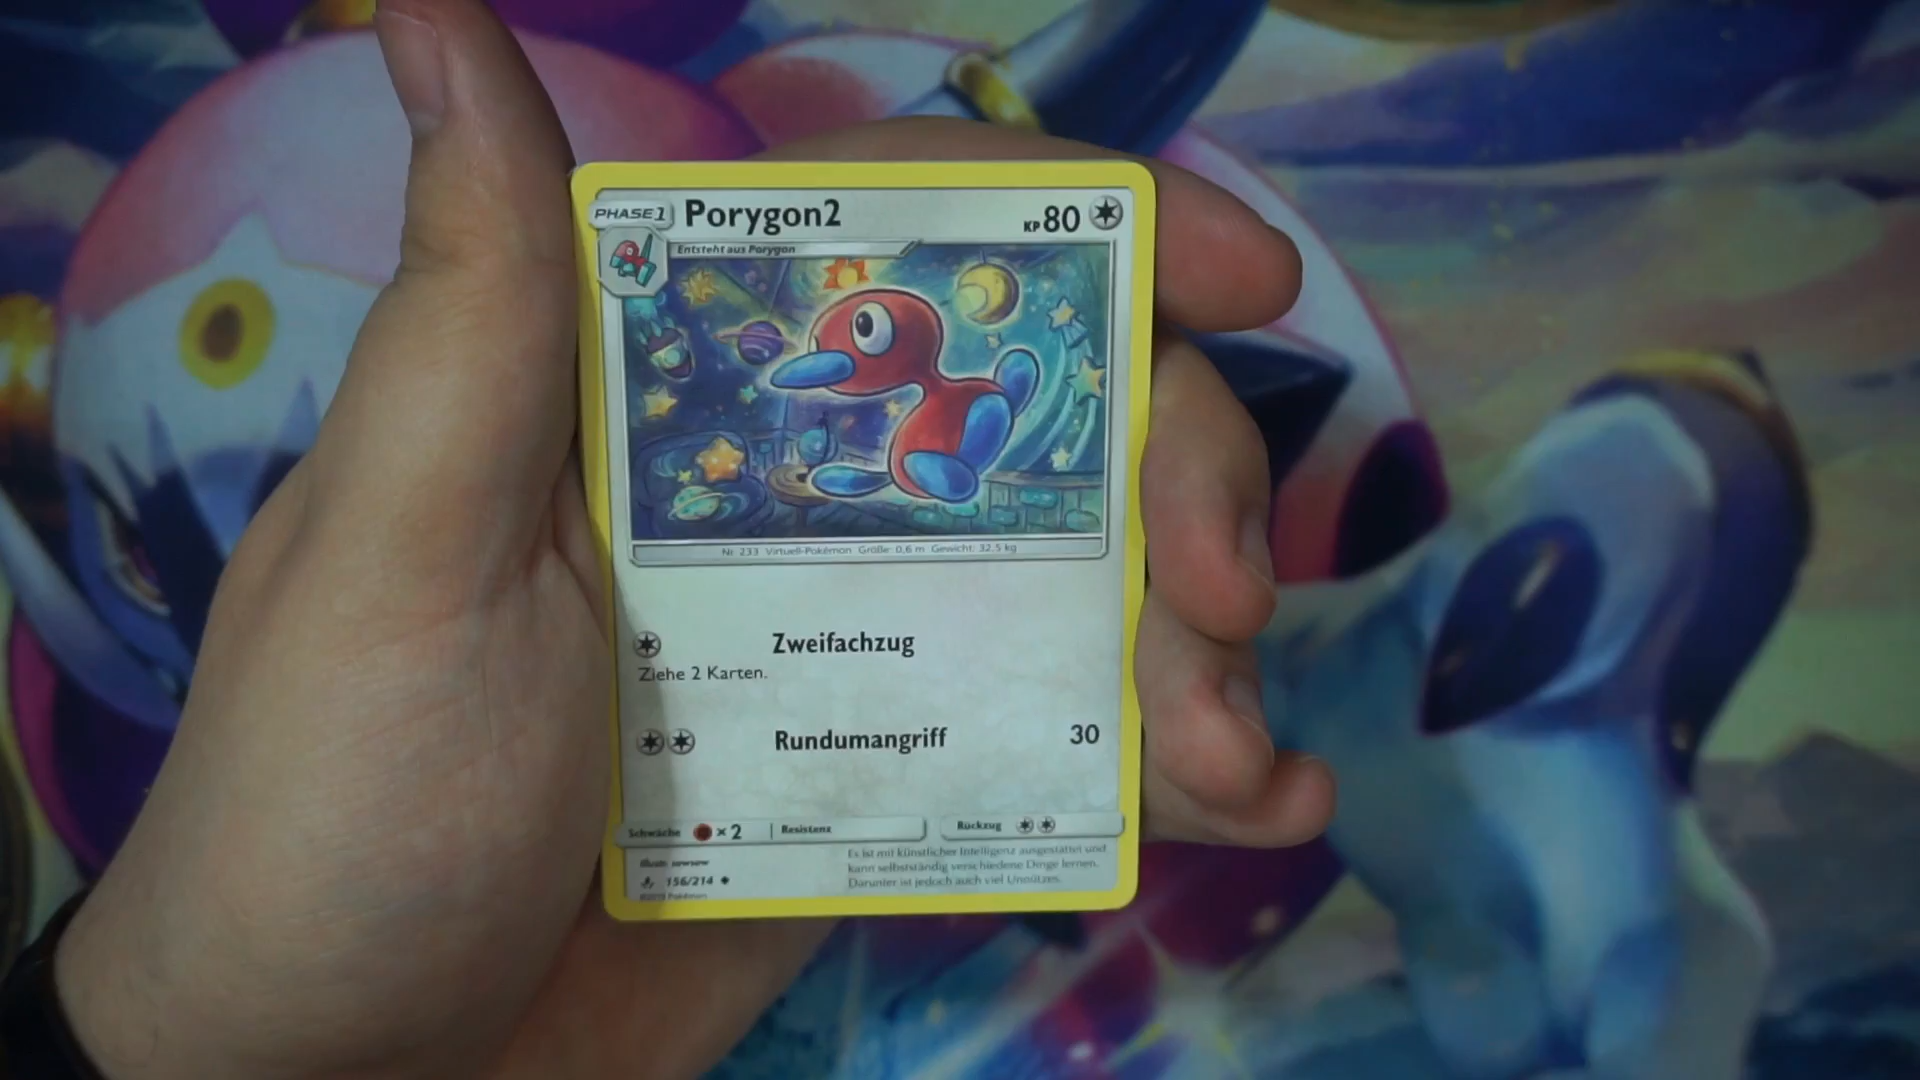 PHASE 1 Porygon2 KP 80
Entsteht aus Porygon
Nr. 233 Virtuell-Pokémon Größe: 0,6 m Gewicht: 32.5 kg
Zweifachzug
Ziehe 2 Karten.
Rundumangriff 30
Schwäche ×2 Resistenz Rückzug
Illustr. sowsow
156/214
©2019 Pokémon
Es ist mit künstlicher Intelligenz ausgestattet und
kann selbstständig verschiedene Dinge lernen.
Darunter ist jedoch auch viel Unnützes.